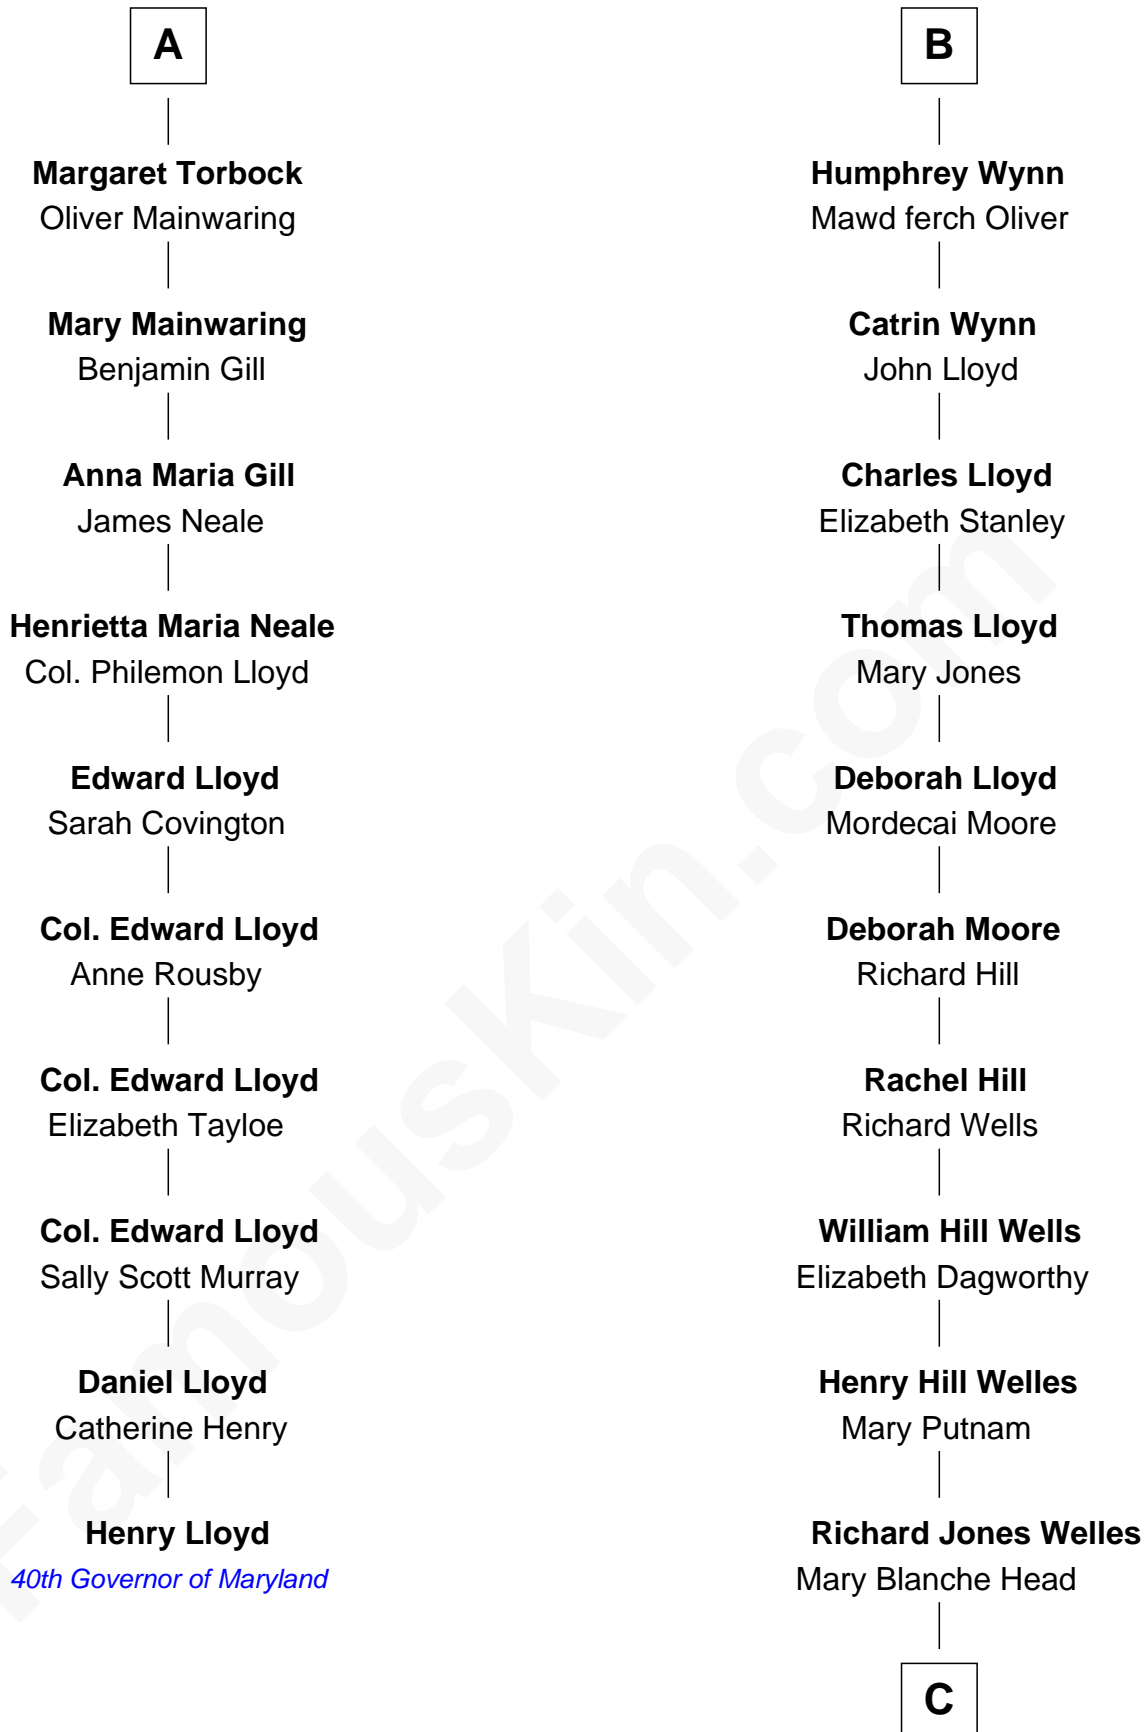 A
Margaret Torbock
Oliver Mainwaring
Mary Mainwaring
Benjamin Gill
Anna Maria Gill
James Neale
Henrietta Maria Neale
Col. Philemon Lloyd
Edward Lloyd
Sarah Covington
Col. Edward Lloyd
Anne Rousby
Col. Edward Lloyd
Elizabeth Tayloe
Col. Edward Lloyd
Sally Scott Murray
Daniel Lloyd
Catherine Henry
Henry Lloyd
40th Governor of Maryland
B
Humphrey Wynn
Mawd ferch Oliver
Catrin Wynn
John Lloyd
Charles Lloyd
Elizabeth Stanley
Thomas Lloyd
Mary Jones
Deborah Lloyd
Mordecai Moore
Deborah Moore
Richard Hill
Rachel Hill
Richard Wells
William Hill Wells
Elizabeth Dagworthy
Henry Hill Welles
Mary Putnam
Richard Jones Welles
Mary Blanche Head
C
FamousKin.com